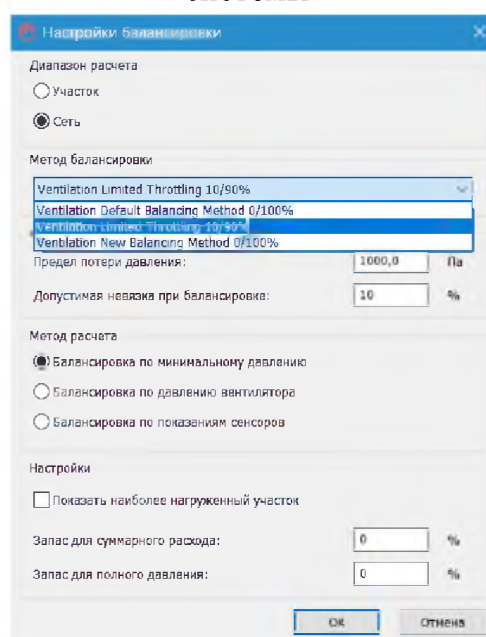 Настройки балансировки
Диапазон расчета
Участок
Сеть
Метод балансировки
Ventilation Limited Throttling 10/90%
Ventilation Default Balancing Method 0/100%
Ventilation Limited Throttling 10/90%
Ventilation New Balancing Method 0/100%
Предел потери давления: 1000,0 Па
Допустимая невязка при балансировке: 10 %
Метод расчета
Балансировка по минимальному давлению
Балансировка по давлению вентилятора
Балансировка по показаниям сенсоров
Настройки
Показать наиболее нагруженный участок
Запас для суммарного расхода: 0 %
Запас для полного давления: 0 %
ОК Отмена